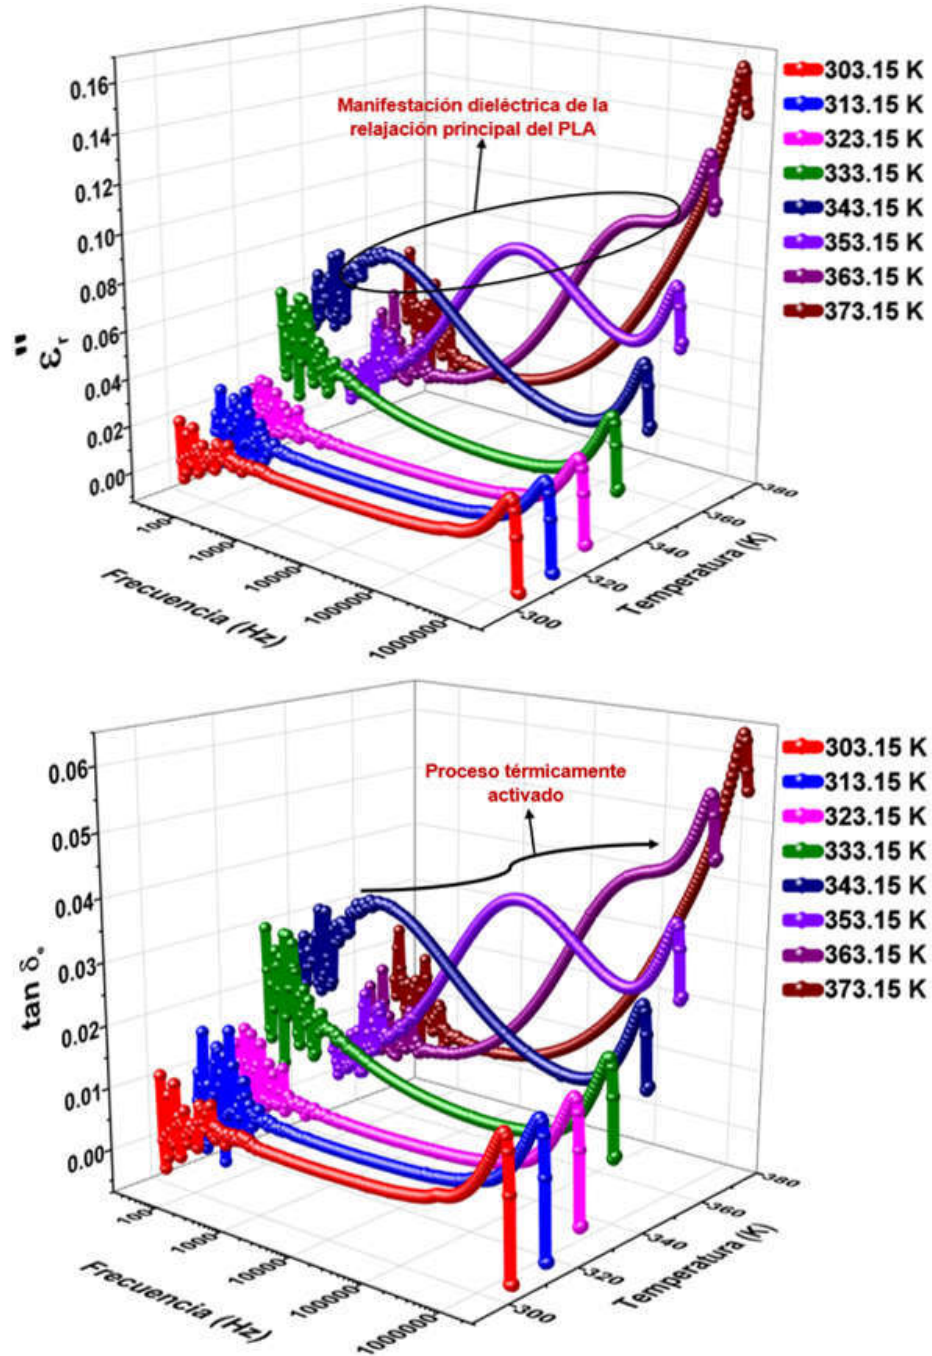 0.16
0.14
0.12
0.10
0.08
0.06
0.04
0.02
0.00
ε''r
Manifestación dieléctrica de la
relajación principal del PLA
303.15 K
313.15 K
323.15 K
333.15 K
343.15 K
353.15 K
363.15 K
373.15 K
100
1000
10000
100000
1000000
Frecuencia (Hz)
300
320
340
360
380
Temperatura (K)
0.06
0.05
0.04
0.03
0.02
0.01
0.00
tan δ
Proceso térmicamente
activado
303.15 K
313.15 K
323.15 K
333.15 K
343.15 K
353.15 K
363.15 K
373.15 K
100
1000
10000
100000
1000000
Frecuencia (Hz)
300
320
340
360
380
Temperatura (K)